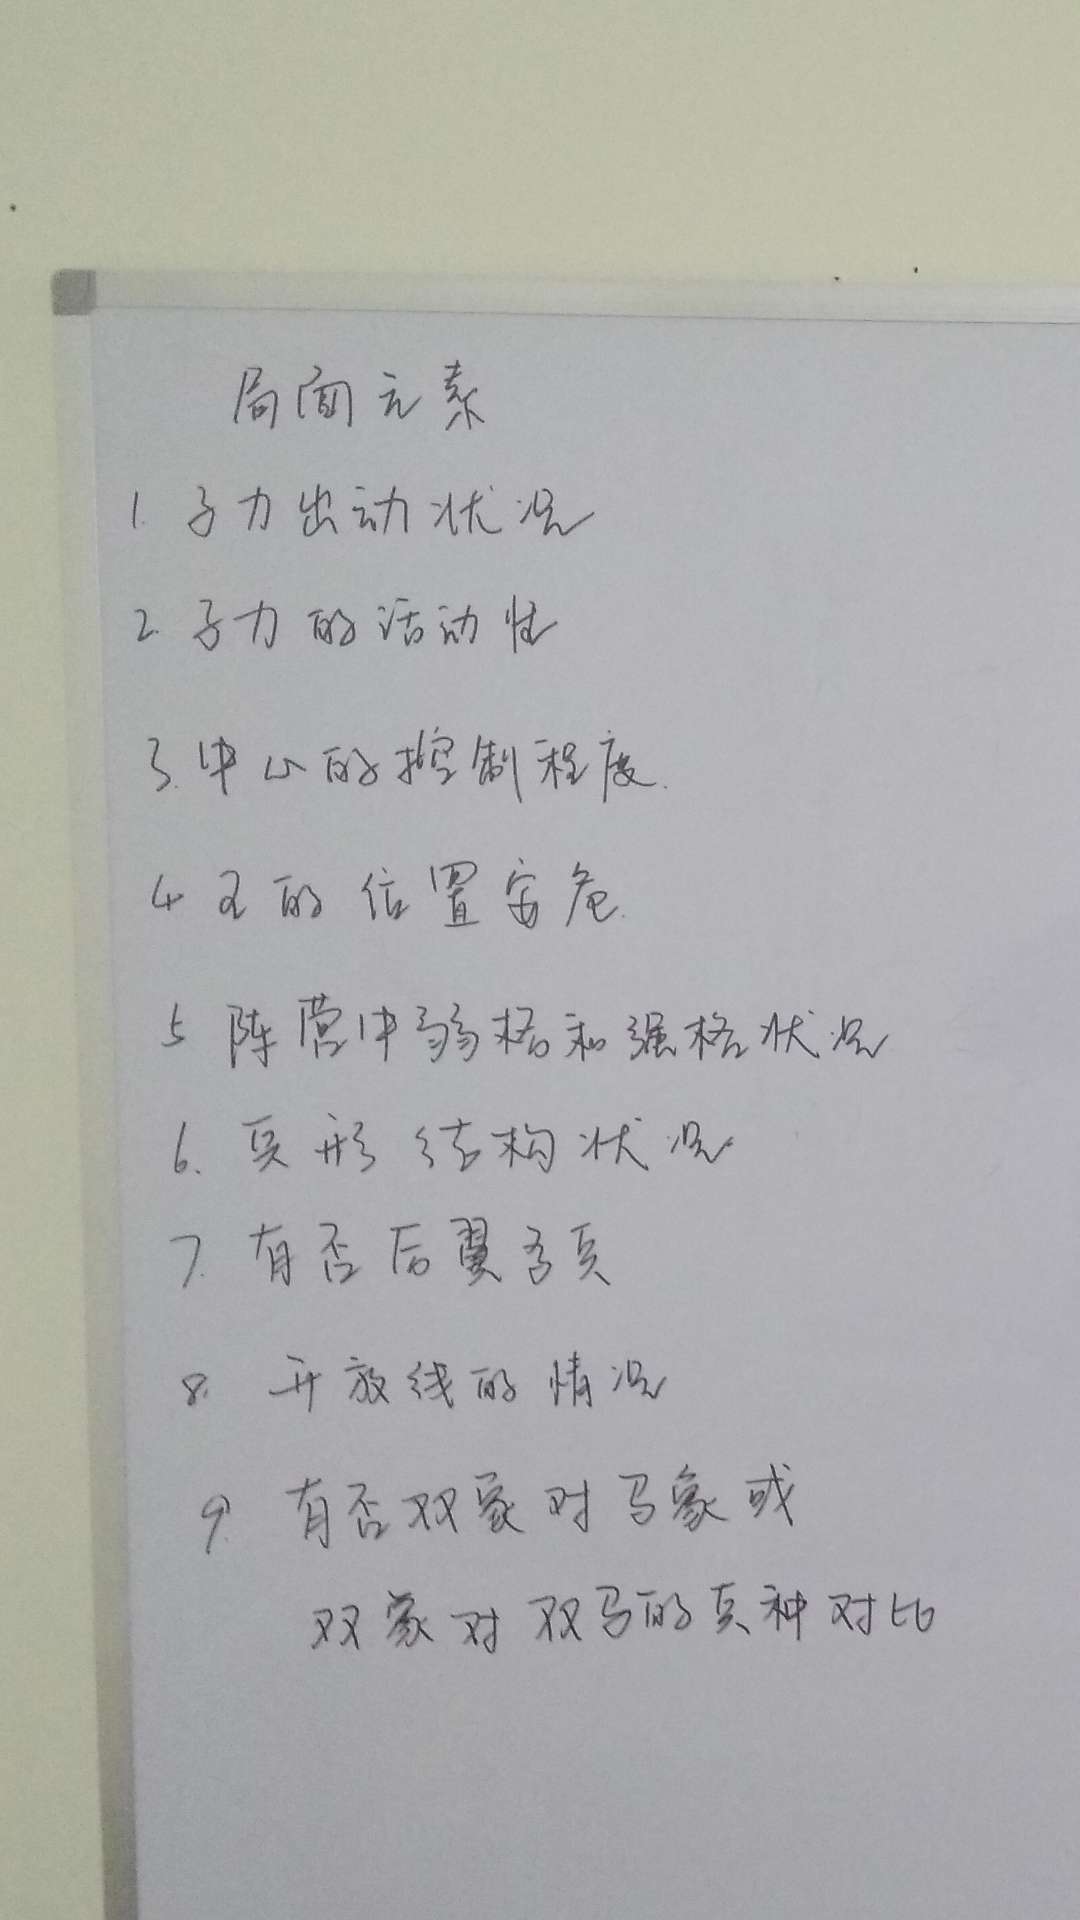 局面元素
1. 子力出动状况
2. 子力的活动性
3. 中心的控制程度.
4 王的位置安危.
5 阵营中弱格和强格状况
6. 兵形结构状况
7. 有否后翼多兵
8. 开放线的情况
9. 有否双象对马象或
双象对双马的兵种对比